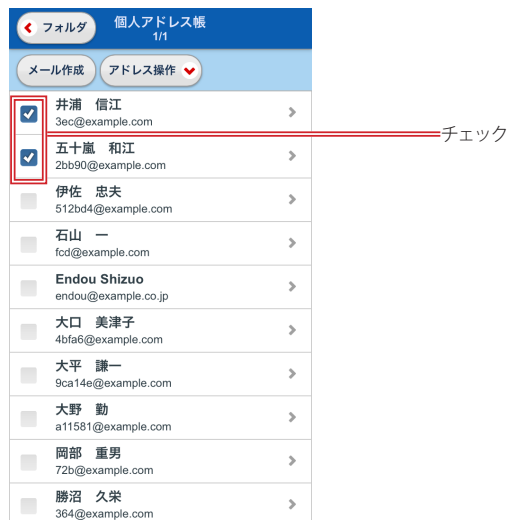 フォルダ
個人アドレス帳
1/1
メール作成
アドレス操作
井浦　信江
3ec@example.com
チェック
五十嵐　和江
2bb90@example.com
伊佐　忠夫
512bd4@example.com
石山　一
fcd@example.com
Endou Shizuo
endou@example.co.jp
大口　美津子
4bfa6@example.com
大平　謙一
9ca14e@example.com
大野　勤
a11581@example.com
岡部　重男
72b@example.com
勝沼　久栄
364@example.com